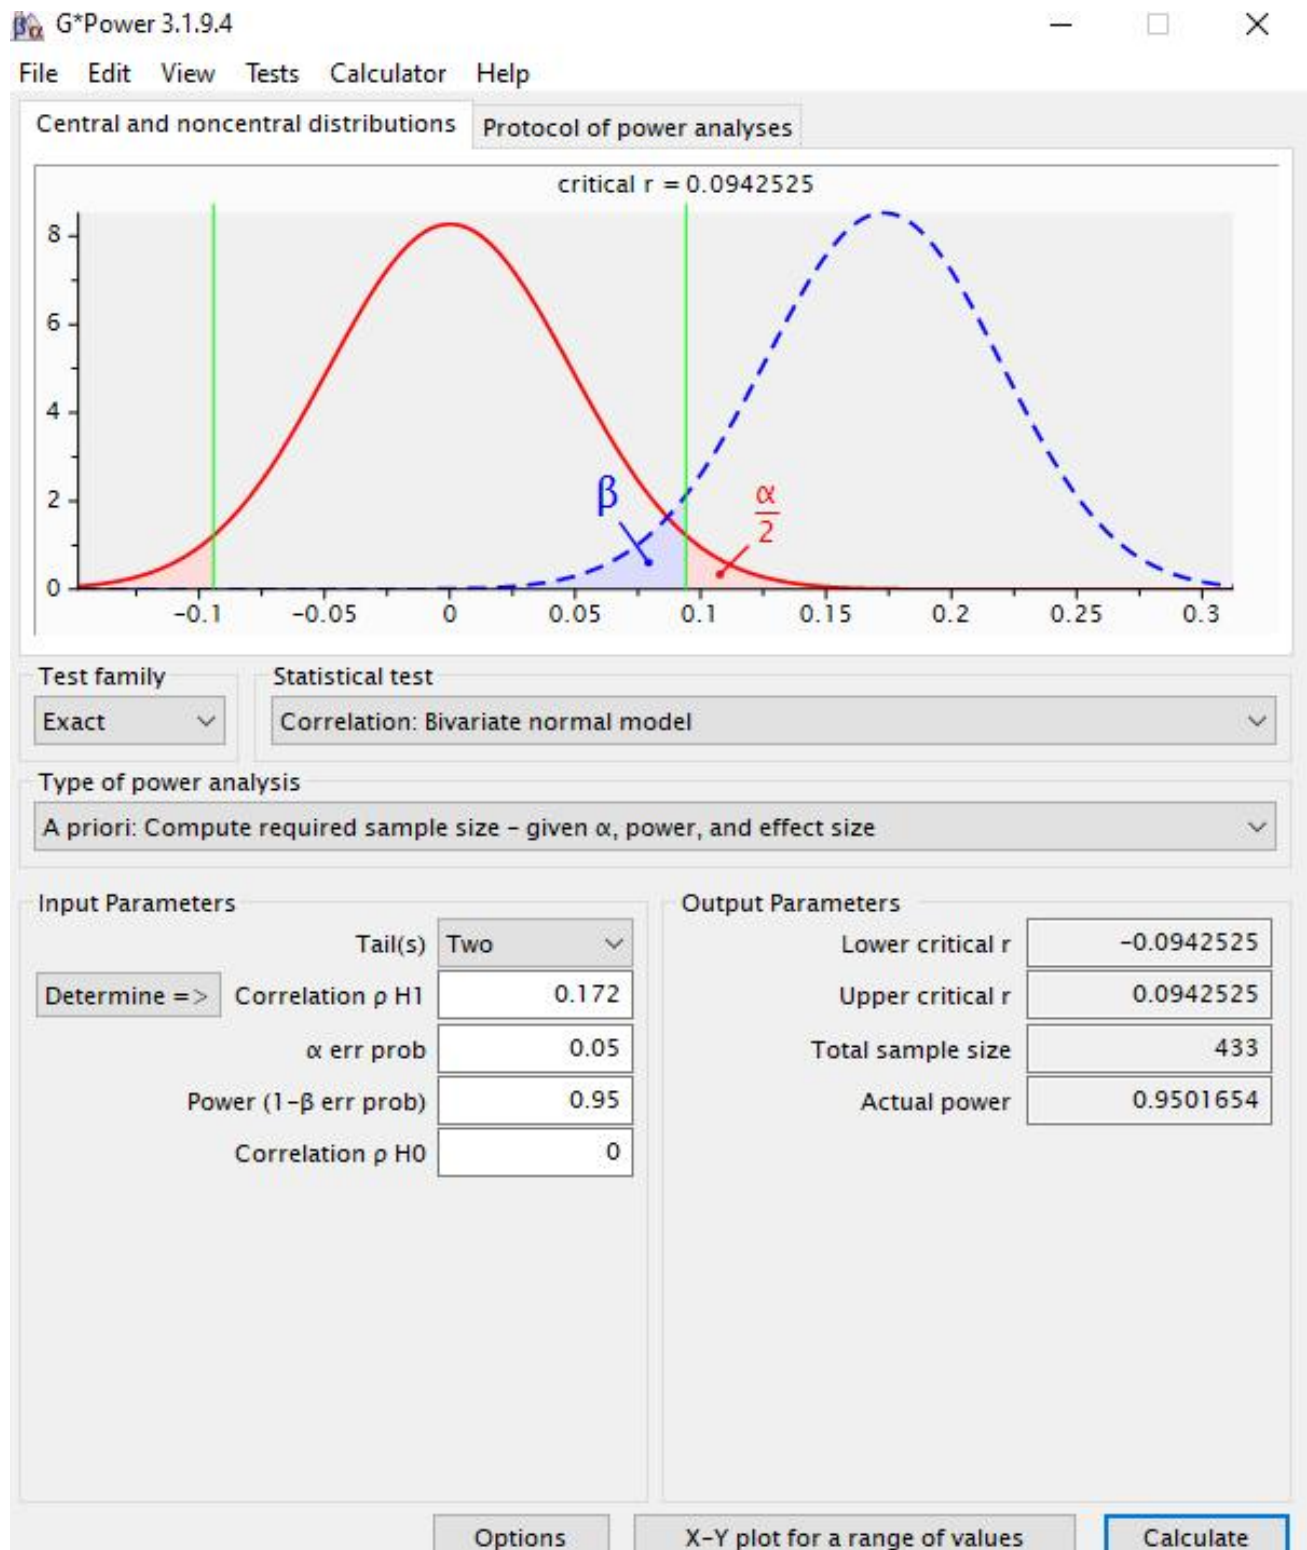 G*Power 3.1.9.4
File Edit View Tests Calculator Help
Central and noncentral distributions Protocol of power analyses
critical r = 0.0942525
8
6
4
2
0
β
α
2
-0.1 -0.05 0 0.05 0.1 0.15 0.2 0.25 0.3
Test family Statistical test
Exact Correlation: Bivariate normal model
Type of power analysis
A priori: Compute required sample size – given α, power, and effect size
Input Parameters Output Parameters
Tail(s) Two Lower critical r -0.0942525
Determine => Correlation ρ H1 0.172 Upper critical r 0.0942525
α err prob 0.05 Total sample size 433
Power (1-β err prob) 0.95 Actual power 0.9501654
Correlation ρ H0 0
Options X-Y plot for a range of values Calculate